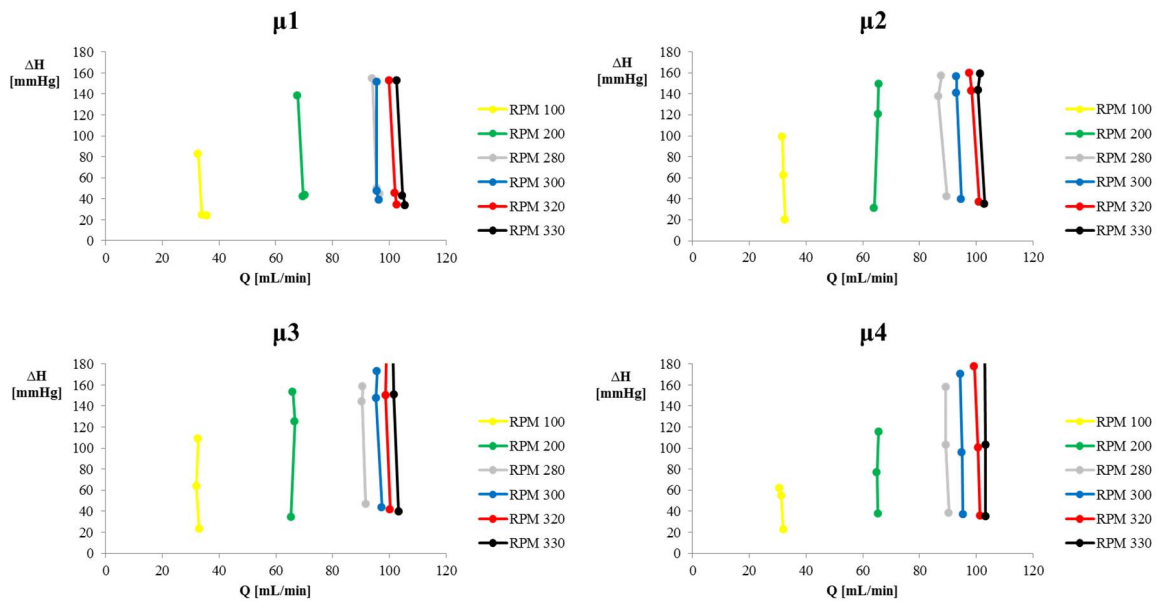 µ1
ΔH
[mmHg]
180
160
140
120
100
80
60
40
20
0
0 20 40 60 80 100 120
Q [mL/min]
RPM 100
RPM 200
RPM 280
RPM 300
RPM 320
RPM 330
µ2
ΔH
[mmHg]
180
160
140
120
100
80
60
40
20
0
0 20 40 60 80 100 120
Q [mL/min]
RPM 100
RPM 200
RPM 280
RPM 300
RPM 320
RPM 330
µ3
ΔH
[mmHg]
180
160
140
120
100
80
60
40
20
0
0 20 40 60 80 100 120
Q [mL/min]
RPM 100
RPM 200
RPM 280
RPM 300
RPM 320
RPM 330
µ4
ΔH
[mmHg]
180
160
140
120
100
80
60
40
20
0
0 20 40 60 80 100 120
Q [mL/min]
RPM 100
RPM 200
RPM 280
RPM 300
RPM 320
RPM 330